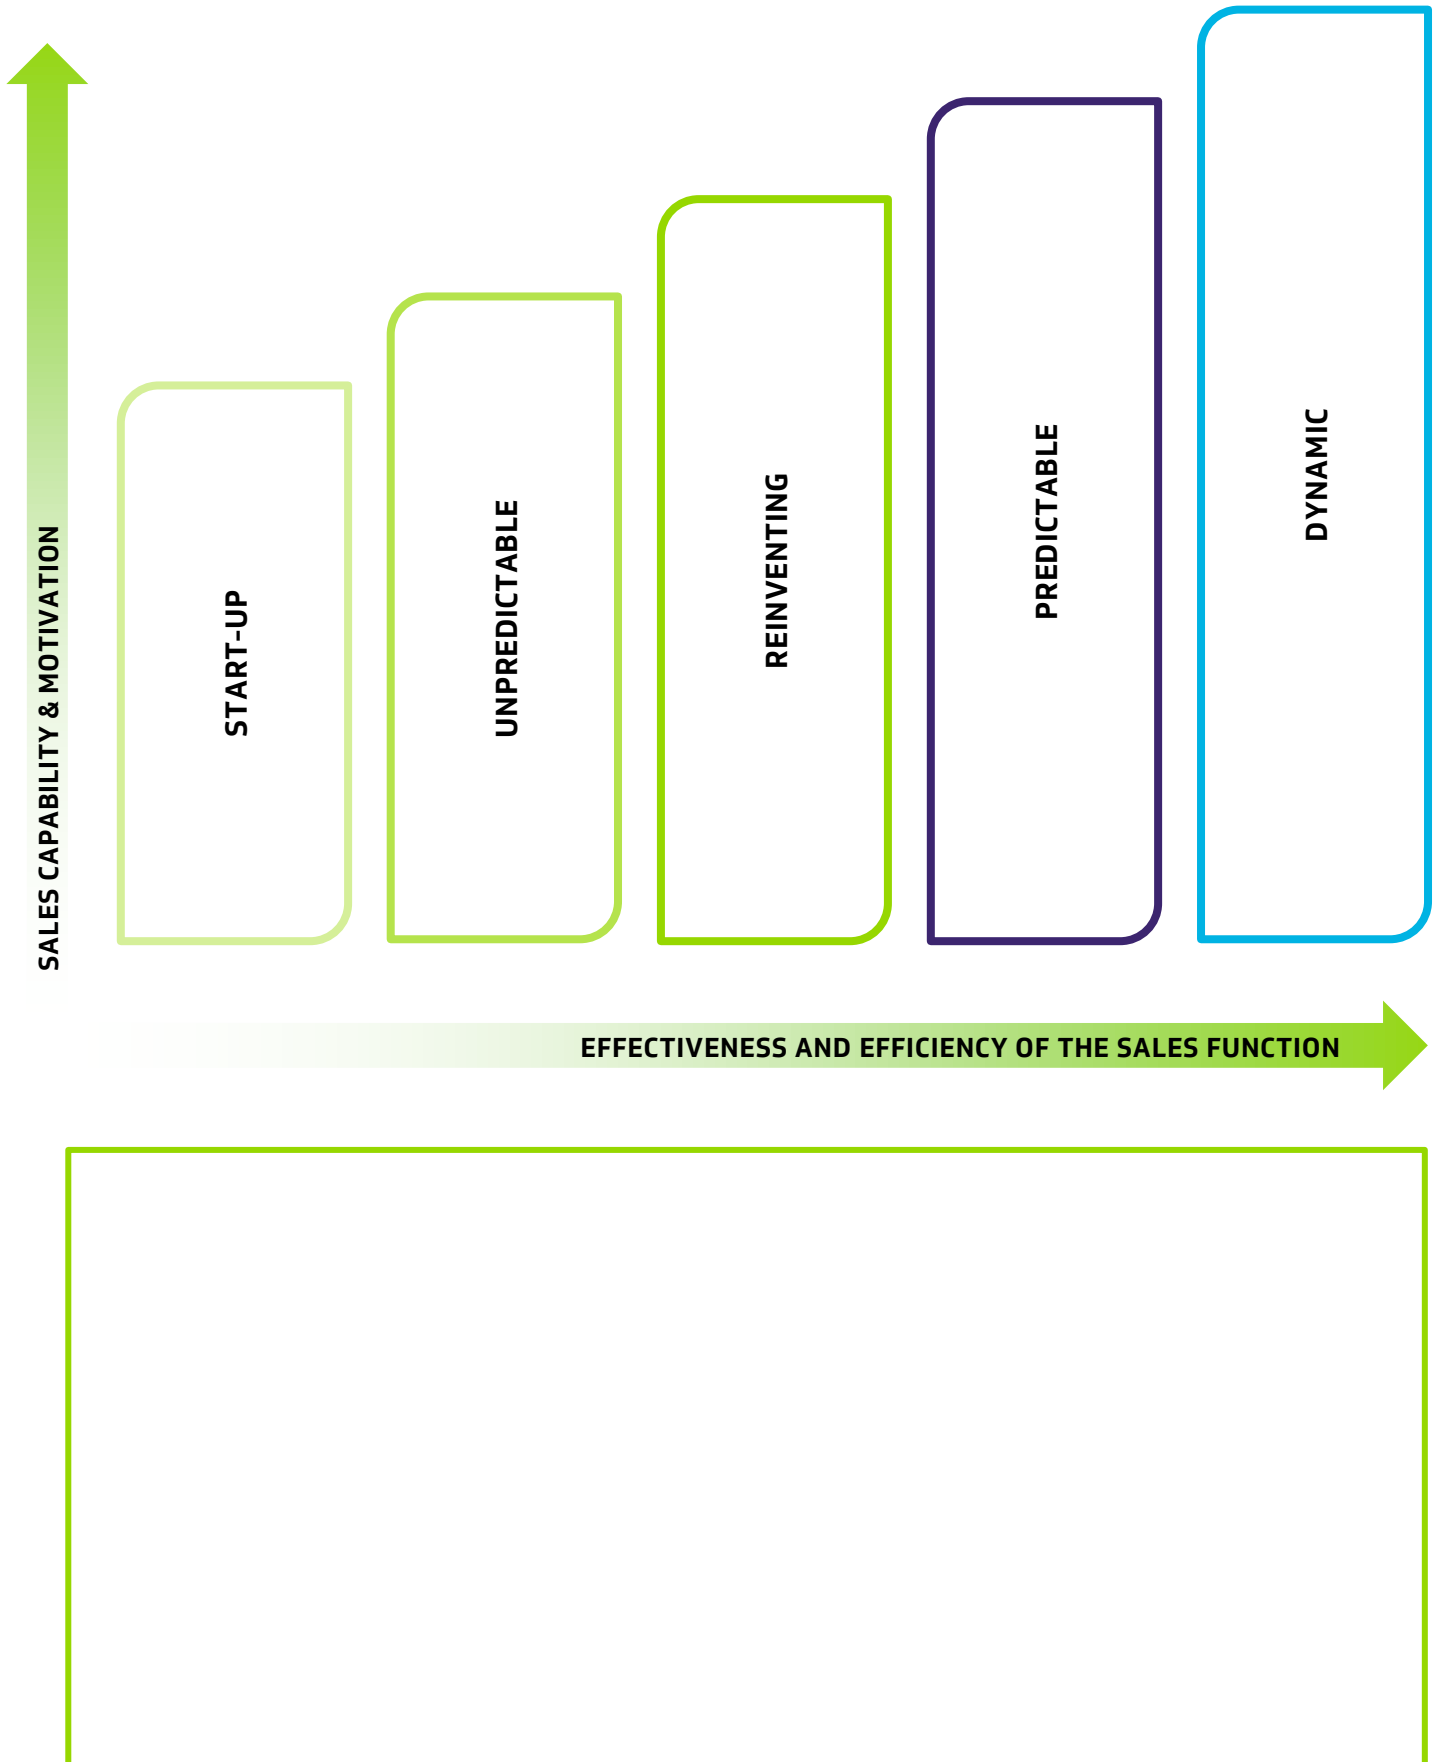 SALES CAPABILITY & MOTIVATION
START-UP
UNPREDICTABLE
REINVENTING
PREDICTABLE
DYNAMIC
EFFECTIVENESS AND EFFICIENCY OF THE SALES FUNCTION